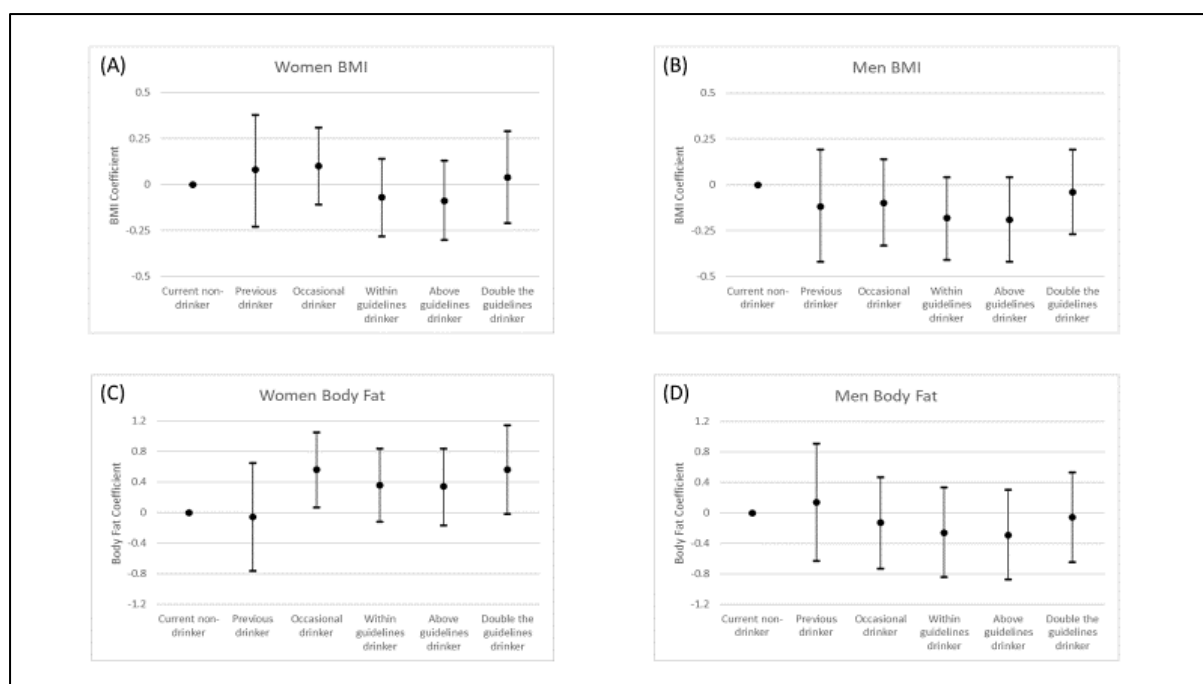 (A)
Women BMI
BMI Coefficient
0.5
0.25
0
-0.25
-0.5
Current non-
drinker
Previous
drinker
Occasional
drinker
Within
guidelines
drinker
Above
guidelines
drinker
Double the
guidelines
drinker
(B)
Men BMI
BMI Coefficient
0.5
0.25
0
-0.25
-0.5
Current non-
drinker
Previous
drinker
Occasional
drinker
Within
guidelines
drinker
Above
guidelines
drinker
Double the
guidelines
drinker
(C)
Women Body Fat
Body Fat Coefficient
1.2
0.8
0.4
0
-0.4
-0.8
-1.2
Current non-
drinker
Previous
drinker
Occasional
drinker
Within
guidelines
drinker
Above
guidelines
drinker
Double the
guidelines
drinker
(D)
Men Body Fat
Body Fat Coefficient
1.2
0.8
0.4
0
-0.4
-0.8
-1.2
Current non-
drinker
Previous
drinker
Occasional
drinker
Within
guidelines
drinker
Above
guidelines
drinker
Double the
guidelines
drinker